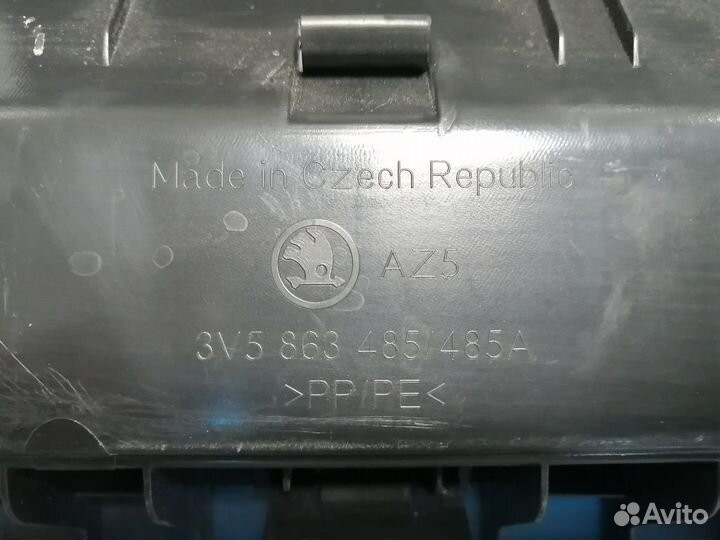 Made in Czech Republic
AZ5
3V5 863 485/485A
>PP/PE<
Avito